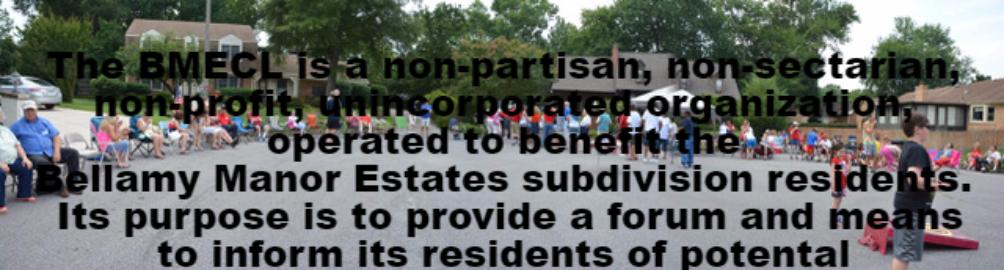 The BMECL is a non-partisan, non-sectarian,
non-profit, unincorporated organization,
operated to benefit the
Bellamy Manor Estates subdivision residents.
Its purpose is to provide a forum and means
to inform its residents of potential